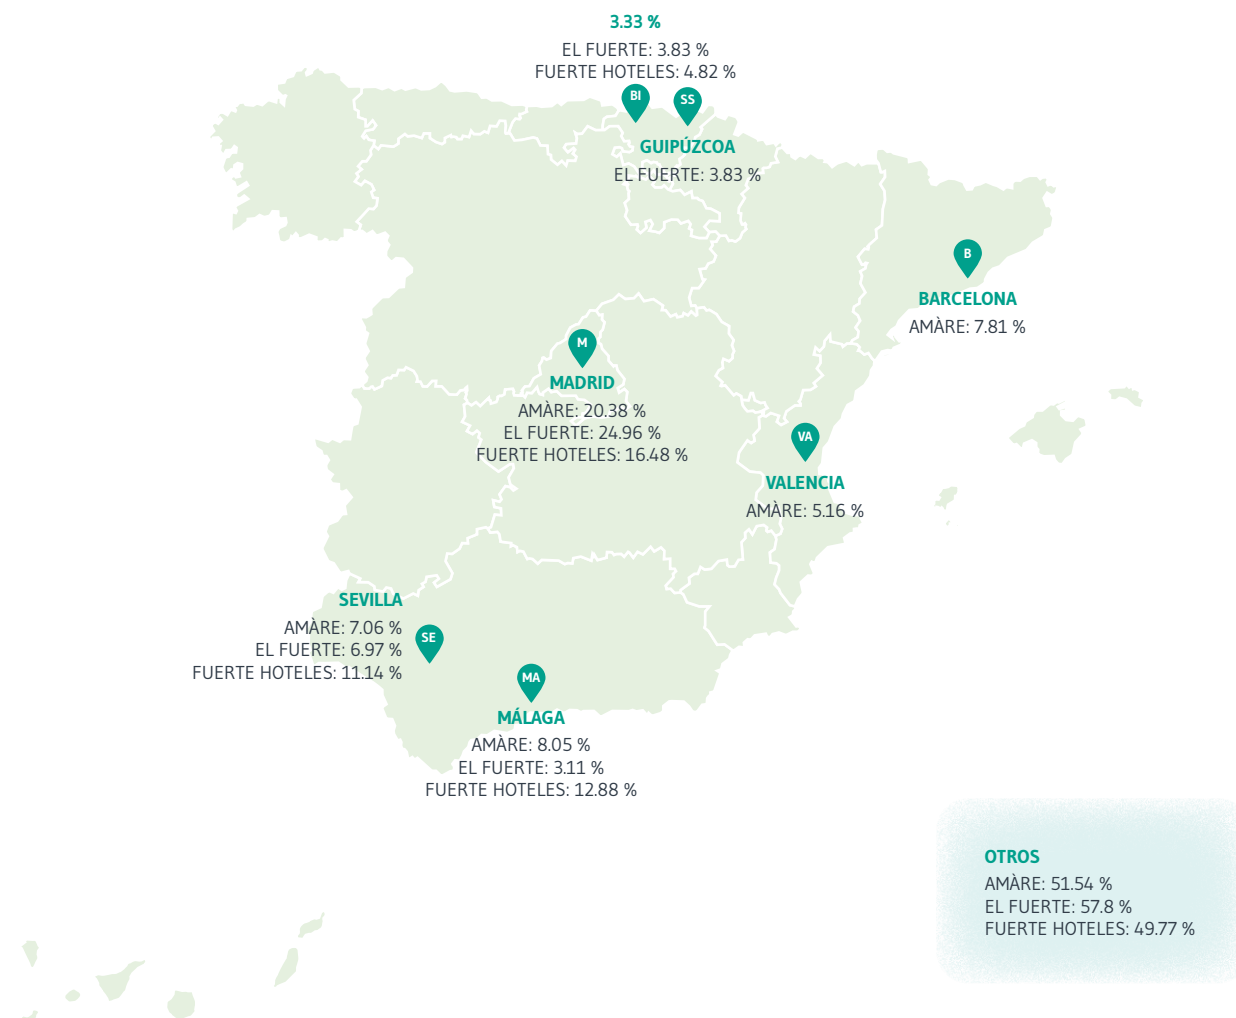 3.33 %
EL FUERTE: 3.83 %
FUERTE HOTELES: 4.82 %
BI
SS
GUIPÚZCOA
EL FUERTE: 3.83 %
B
BARCELONA
AMÀRE: 7.81 %
M
MADRID
AMÀRE: 20.38 %
EL FUERTE: 24.96 %
FUERTE HOTELES: 16.48 %
VA
VALENCIA
AMÀRE: 5.16 %
SEVILLA
AMÀRE: 7.06 %
EL FUERTE: 6.97 %
FUERTE HOTELES: 11.14 %
SE
MA
MÁLAGA
AMÀRE: 8.05 %
EL FUERTE: 3.11 %
FUERTE HOTELES: 12.88 %
OTROS
AMÀRE: 51.54 %
EL FUERTE: 57.8 %
FUERTE HOTELES: 49.77 %